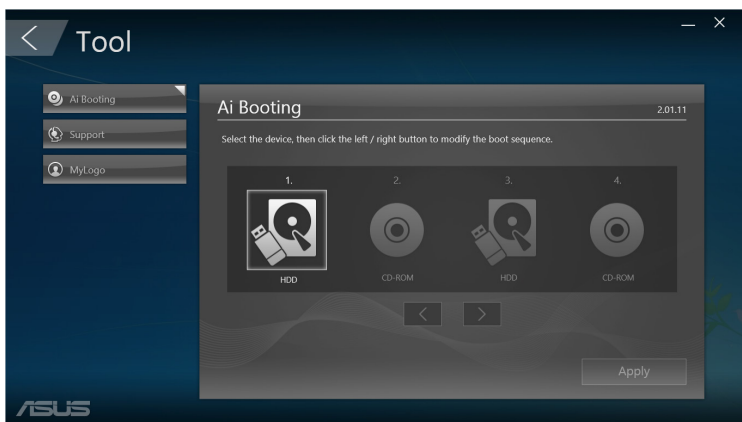 Tool
Ai Booting
Support
MyLogo
Ai Booting
2.01.11
Select the device, then click the left / right button to modify the boot sequence.
1. 2. 3. 4.
HDD CD-ROM HDD CD-ROM
Apply
ASUS